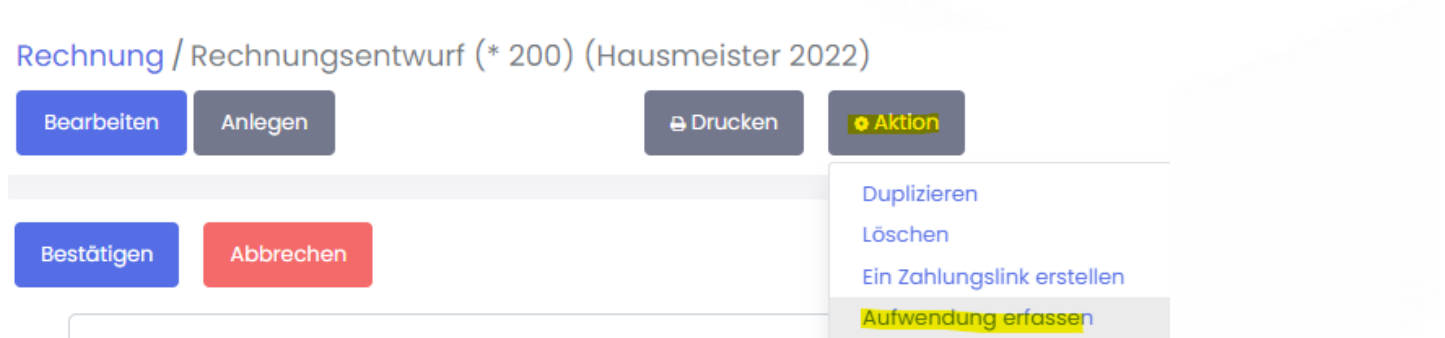 Rechnung / Rechnungsentwurf (* 200) (Hausmeister 2022)
Bearbeiten Anlegen Drucken Aktion
Duplizieren
Löschen
Bestätigen Abbrechen
Ein Zahlungslink erstellen
Aufwendung erfassen